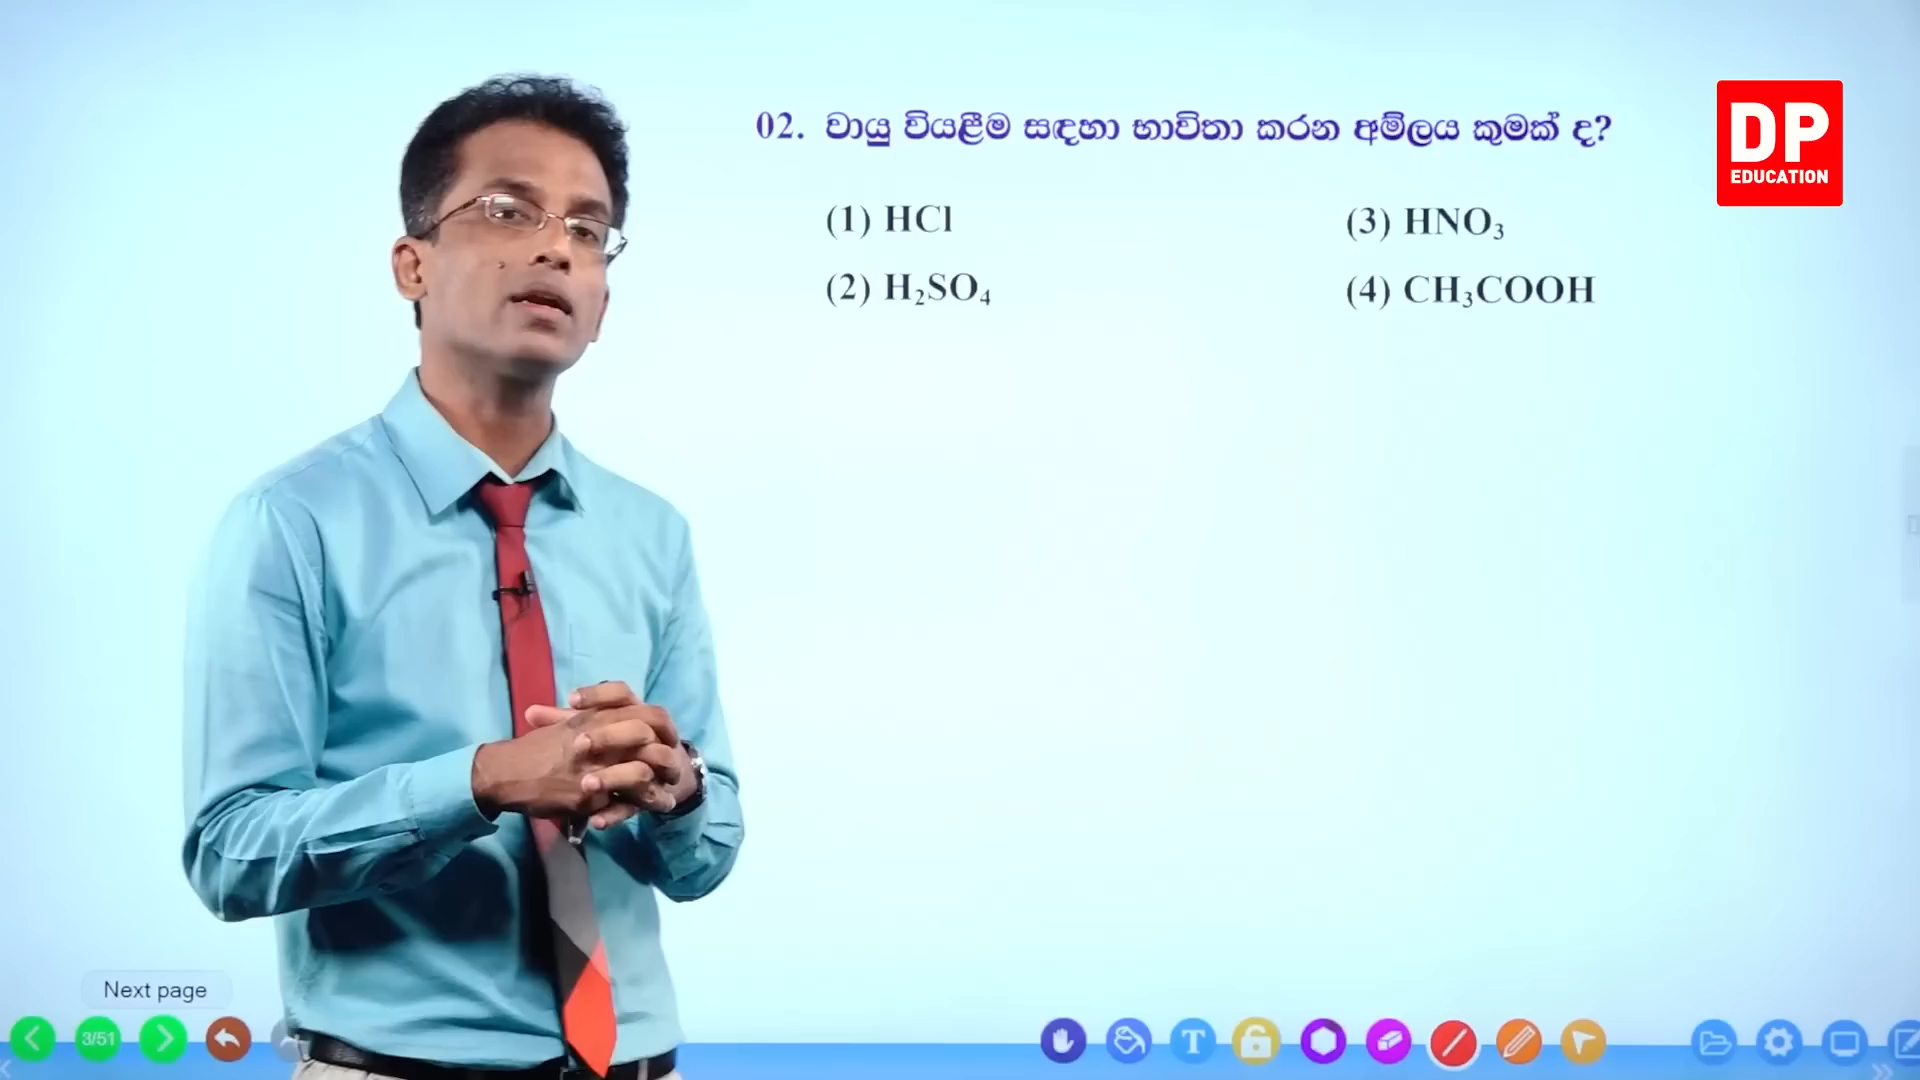 02. වායු වියළීම සඳහා භාවිතා කරන අම්ලය කුමක් ද?
(1) HCl
(3) HNO₃
(2) H₂SO₄
(4) CH₃COOH
DP
EDUCATION
Next page
3/51
T